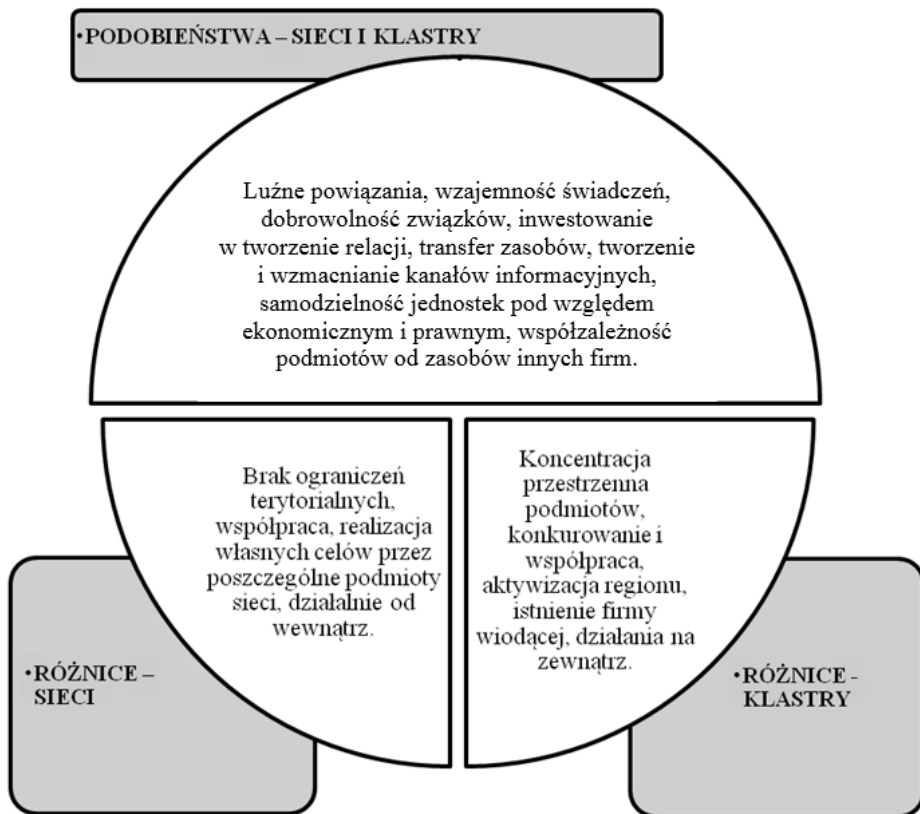 •PODOBIEŃSTWA – SIECI I KLASTRY
Luźne powiązania, wzajemność świadczeń,
dobrowolność związków, inwestowanie
w tworzenie relacji, transfer zasobów, tworzenie
i wzmacnianie kanałów informacyjnych,
samodzielność jednostek pod względem
ekonomicznym i prawnym, współzależność
podmiotów od zasobów innych firm.
Brak ograniczeń
terytorialnych,
współpraca, realizacja
własnych celów przez
poszczególne podmioty
sieci, działalnie od
wewnątrz.
Koncentracja
przestrzenna
podmiotów,
konkurowanie i
współpraca,
aktywizacja regionu,
istnienie firmy
wiodącej, działania na
zewnątrz.
•RÓŻNICE –
SIECI
•RÓŻNICE -
KLASTRY